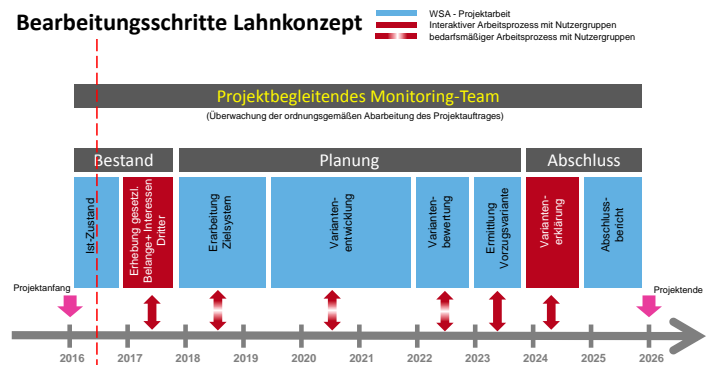 Bearbeitungsschritte Lahnkonzept
WSA - Projektarbeit
Interaktiver Arbeitsprozess mit Nutzergruppen
bedarfsmäßiger Arbeitsprozess mit Nutzergruppen
Projektbegleitendes Monitoring-Team
(Überwachung der ordnungsgemäßen Abarbeitung des Projektauftrages)
Bestand
Planung
Abschluss
Ist-Zustand
Erhebung gesetzl.
Belange+ Interessen
Dritter
Erarbeitung
Zielsystem
Varianten-
entwicklung
Varianten-
bewertung
Ermittlung
Vorzugsvariante
Varianten-
erklärung
Abschluss-
bericht
Projektanfang
Projektende
2016 2017 2018 2019 2020 2021 2022 2023 2024 2025 2026